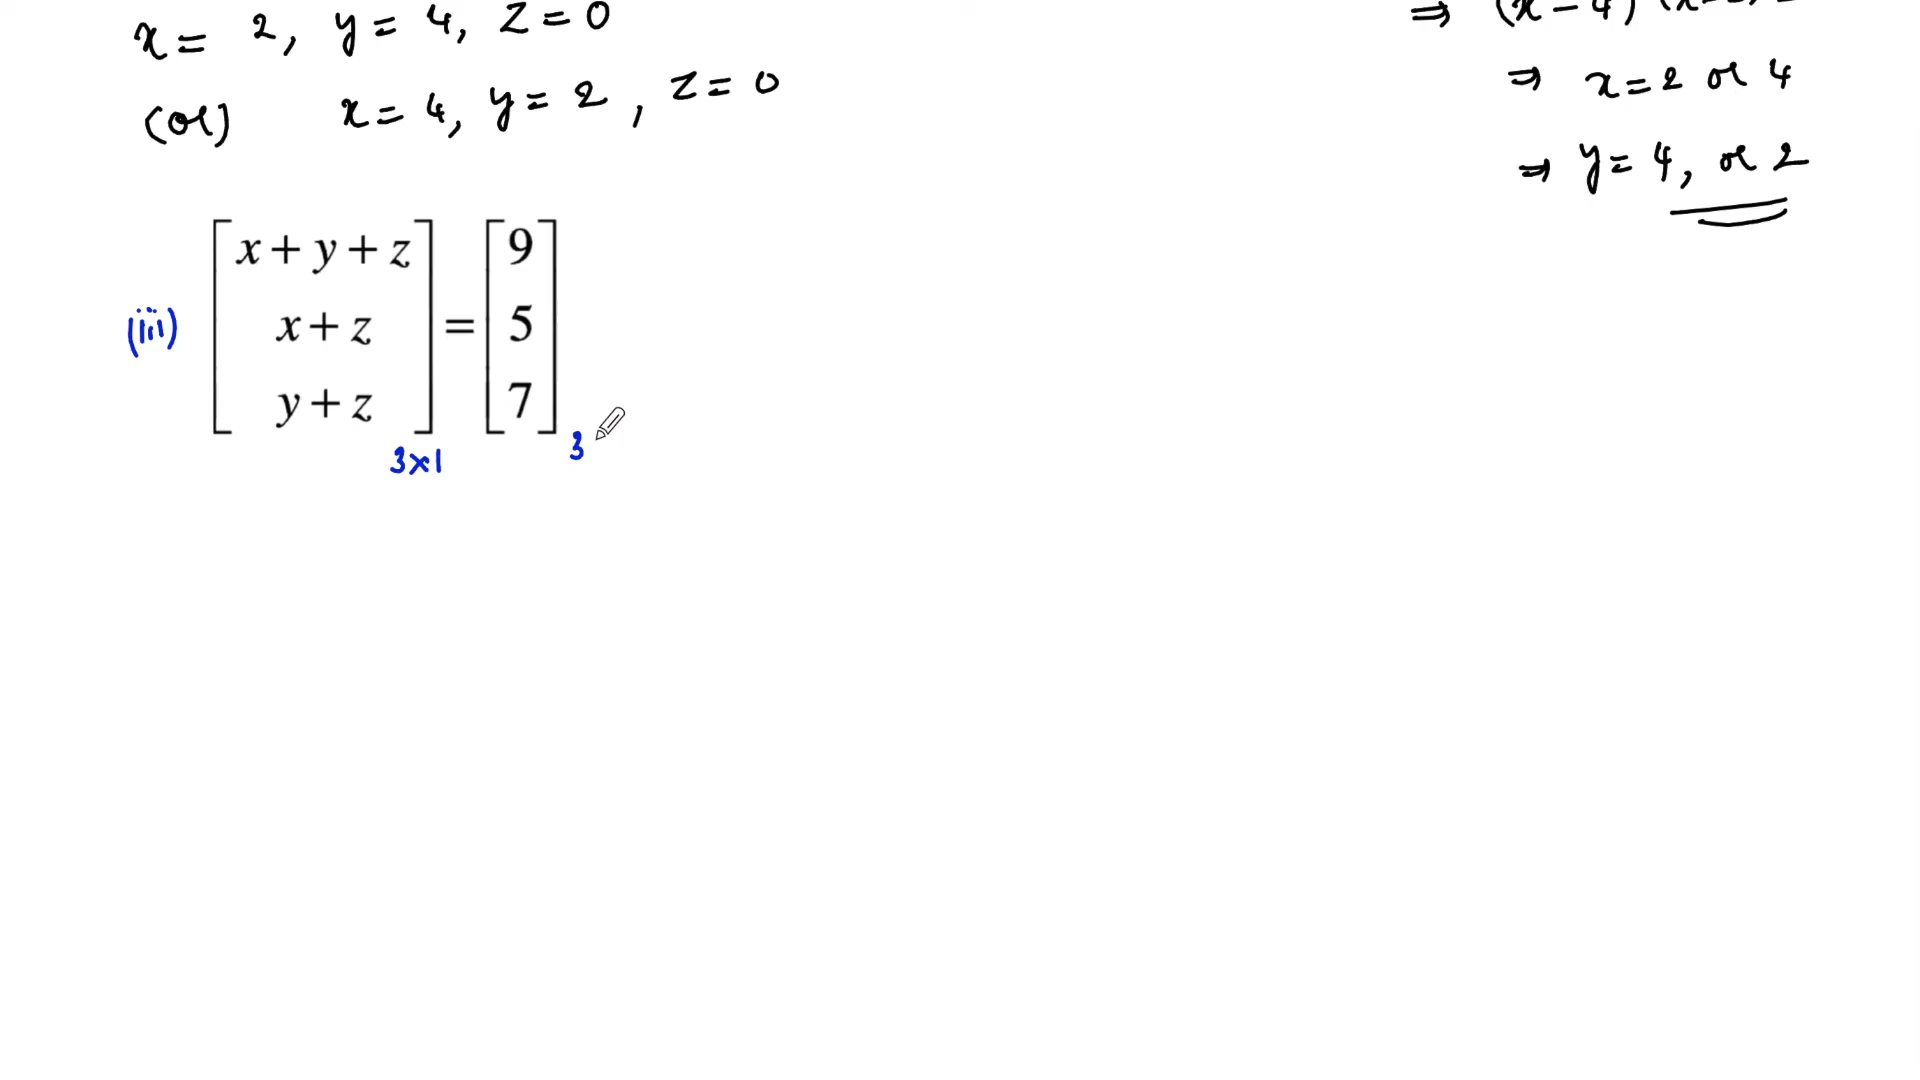 x = 2, y = 4, z = 0
(or) x = 4, y = 2, z = 0
⇒ (x - 4)
⇒ x = 2 or 4
⇒ y = 4, or 2
(iii) [x + y + z] = [9]
x + z 5
y + z 7
3×1 3